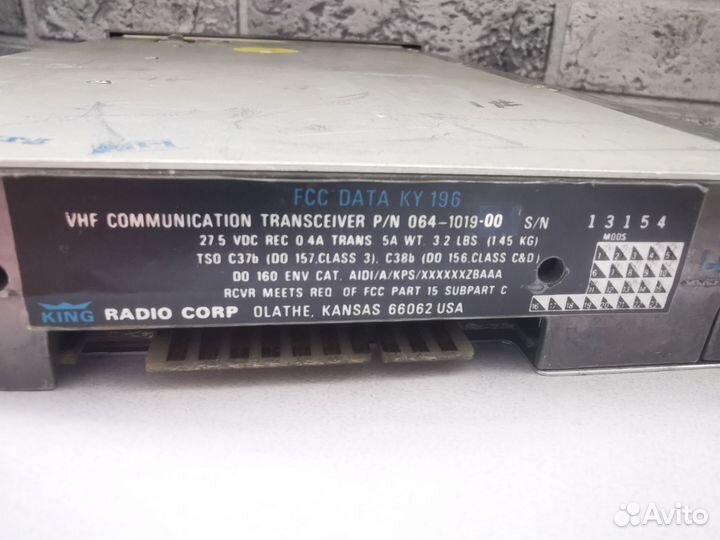 FCC DATA KY 196
VHF COMMUNICATION TRANSCEIVER P/N 064-1019-00 S/N 13154
27.5 VDC REC 0.4A TRANS. 5A WT. 3.2 LBS (1.45 KG)
TSO C37b (DO 157,CLASS 3), C38b (DO 156,CLASS C&D)
DO 160 ENV CAT. AIDI/A/KPS/XXXXXXZBAAA
RCVR MEETS REQ. OF FCC PART 15 SUBPART C
KING RADIO CORP OLATHE, KANSAS 66062 USA
MODS
Avito